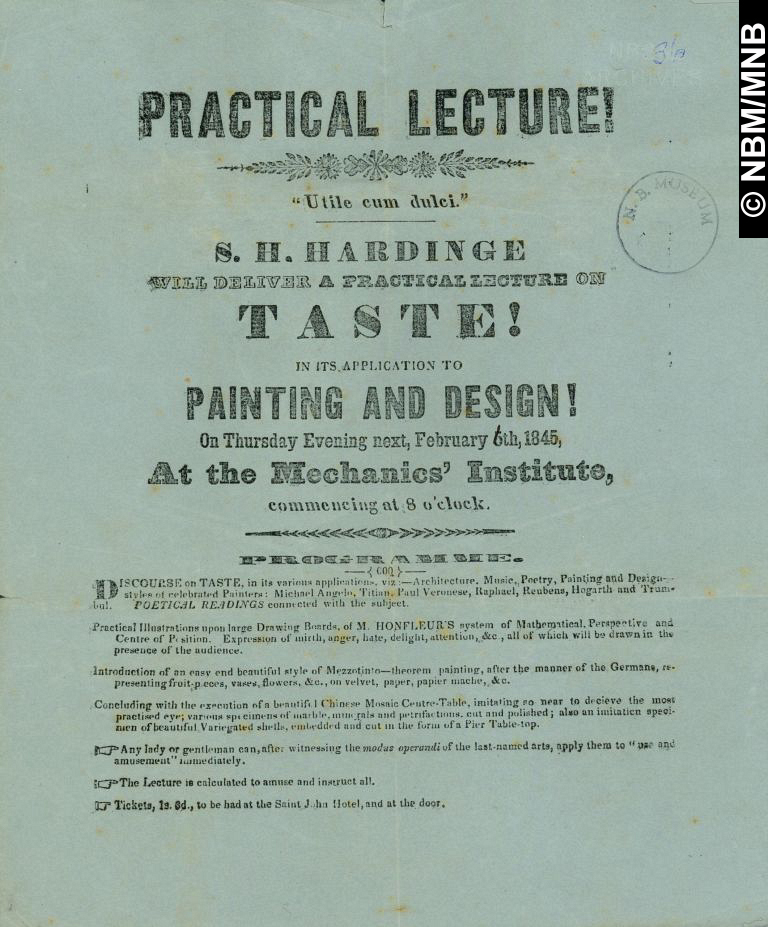 PRACTICAL LECTURE!
"Utile cum dulci."
S. H. HARDINGE
WILL DELIVER A PRACTICAL LECTURE ON
TASTE!
IN ITS APPLICATION TO
PAINTING AND DESIGN!
On Thursday Evening next, February 6th, 1845,
At the Mechanics' Institute,
commencing at 8 o'clock.
PROGRAMME.
DISCOURSE on TASTE, in its various applications, viz:—Architecture, Music, Poetry, Painting and Design—
styles of celebrated Painters: Michael Angelo, Titian, Paul Veronese, Raphael, Reubens, Hogarth and Trum-
bul. POETICAL READINGS connected with the subject.
Practical Illustrations upon large Drawing Boards, of M. HONFLEUR'S system of Mathematical Perspective and
Centre of Position. Expression of mirth, anger, hate, delight, attention, &c., all of which will be drawn in the
presence of the audience.
Introduction of an easy end beautiful style of Mezzotinto—theorem painting, after the manner of the Germans, re-
presenting fruit-pieces, vases, flowers, &c., on velvet, paper, papier mache, &c.
Concluding with the execution of a beautiful Chinese Mosaic Centre-Table, imitating so near to decieve the most
practised eye; various specimens of marble, minerals and petrifactions, cut and polished; also an imitation speci-
men of beautiful Variegated shells, embedded and cut in the form of a Pier Table-top.
☞ Any lady or gentleman can, after witnessing the modus operandi of the last-named arts, apply them to "use and
amusement" immediately.
☞ The Lecture is calculated to amuse and instruct all.
☞ Tickets, 1s. 3d., to be had at the Saint John Hotel, and at the door.
N. B. MUSEUM
© NBM/MNB